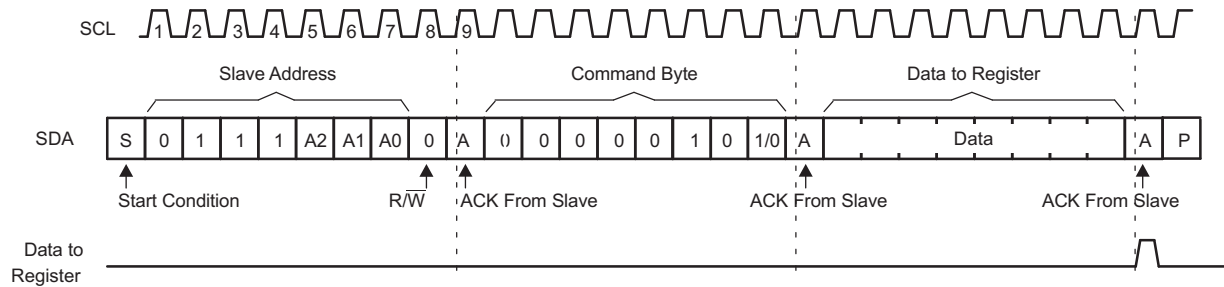 SCL 1 2 3 4 5 6 7 8 9
Slave Address Command Byte Data to Register
SDA S 0 1 1 1 A2 A1 A0 0 A 0 0 0 0 0 1 0 1/0 A Data A P
Start Condition R/W̅ ACK From Slave ACK From Slave ACK From Slave
Data to
Register